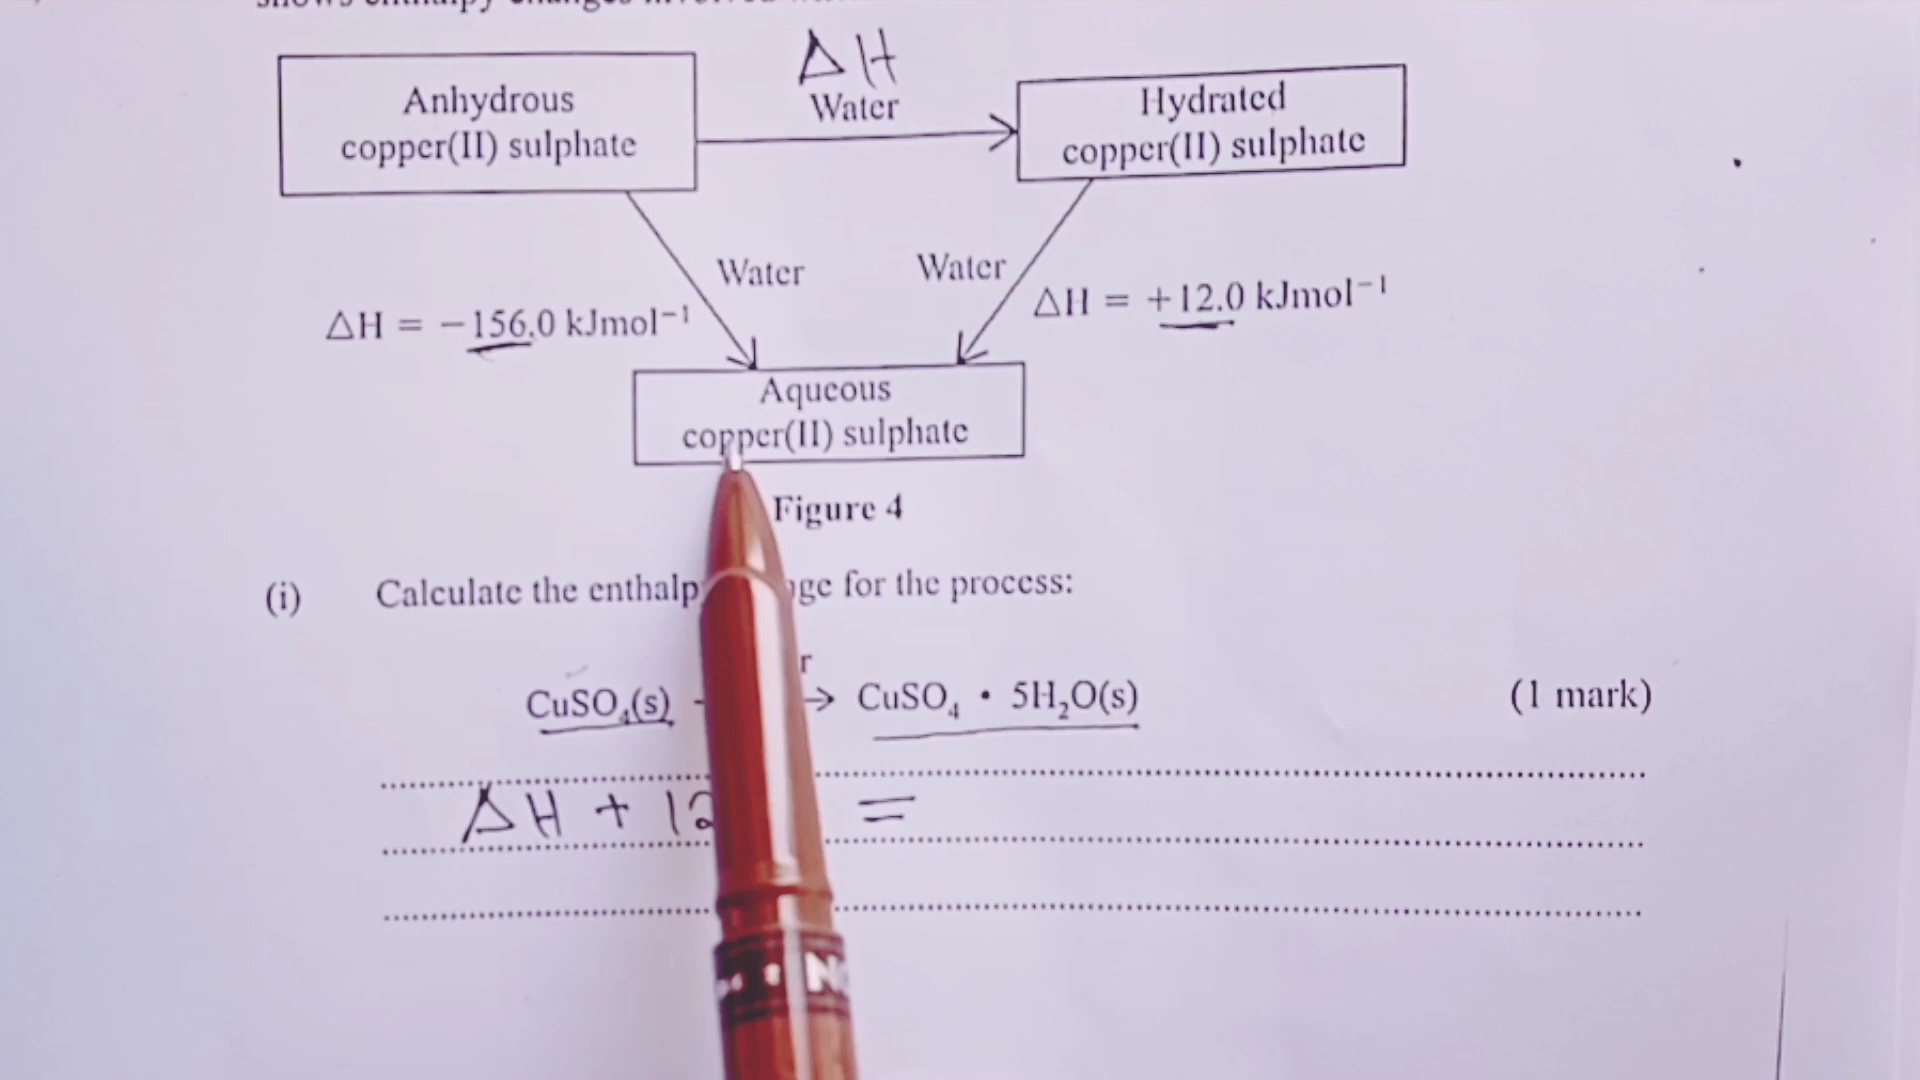 ΔH
Anhydrous
copper(II) sulphate
Water
Hydrated
copper(II) sulphate
Water
Water
ΔH = −156.0 kJmol⁻¹
ΔH = +12.0 kJmol⁻¹
Aqueous
copper(II) sulphate
Figure 4
(i) Calculate the for the process:
CuSO₄(s) → CuSO₄ • 5H₂O(s) (1 mark)
ΔH + 12 =